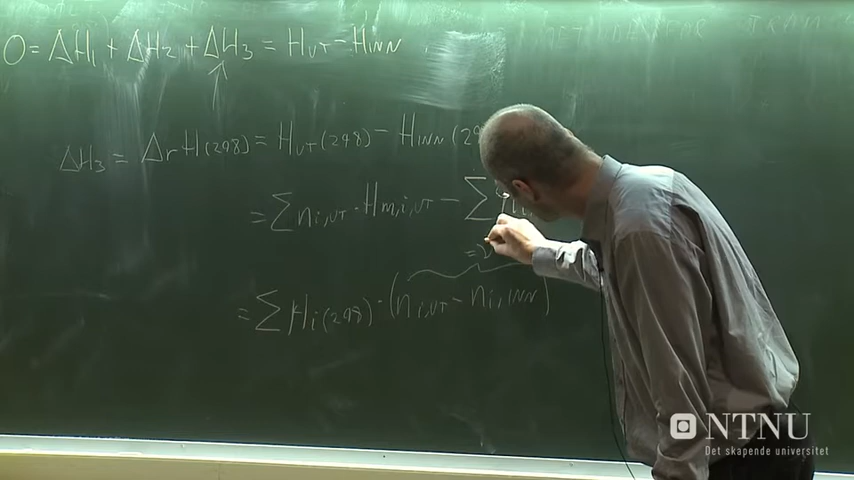 0 = ΔH1 + ΔH2 + ΔH3 = HUT - HINN
ΔH3 = ΔrH(298) = HUT(298) - HINN (29
= Σ ni,UT · Hm,i,UT - Σ
= ν
= Σ Hi(298) · (ni,UT - ni,INN)
NTNU
Det skapende universitet